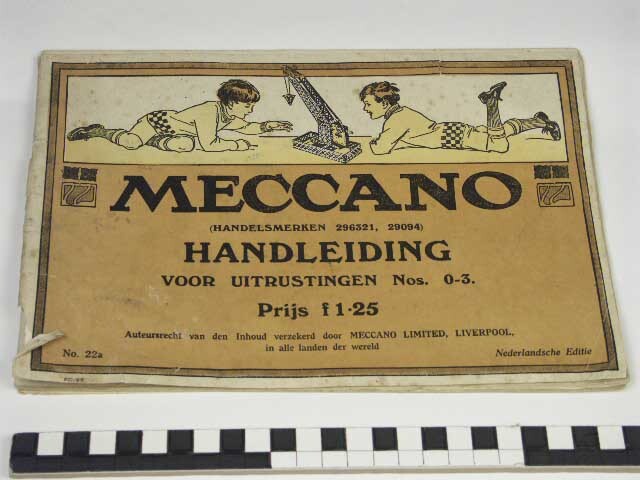 MECCANO
(HANDELSMERKEN 296321, 29094)
HANDLEIDING
VOOR UITRUSTINGEN Nos. 0-3.
Prijs f 1·25
Auteursrecht van den Inhoud verzekerd door MECCANO LIMITED, LIVERPOOL,
in alle landen der wereld
No. 22a
Nederlandsche Editie